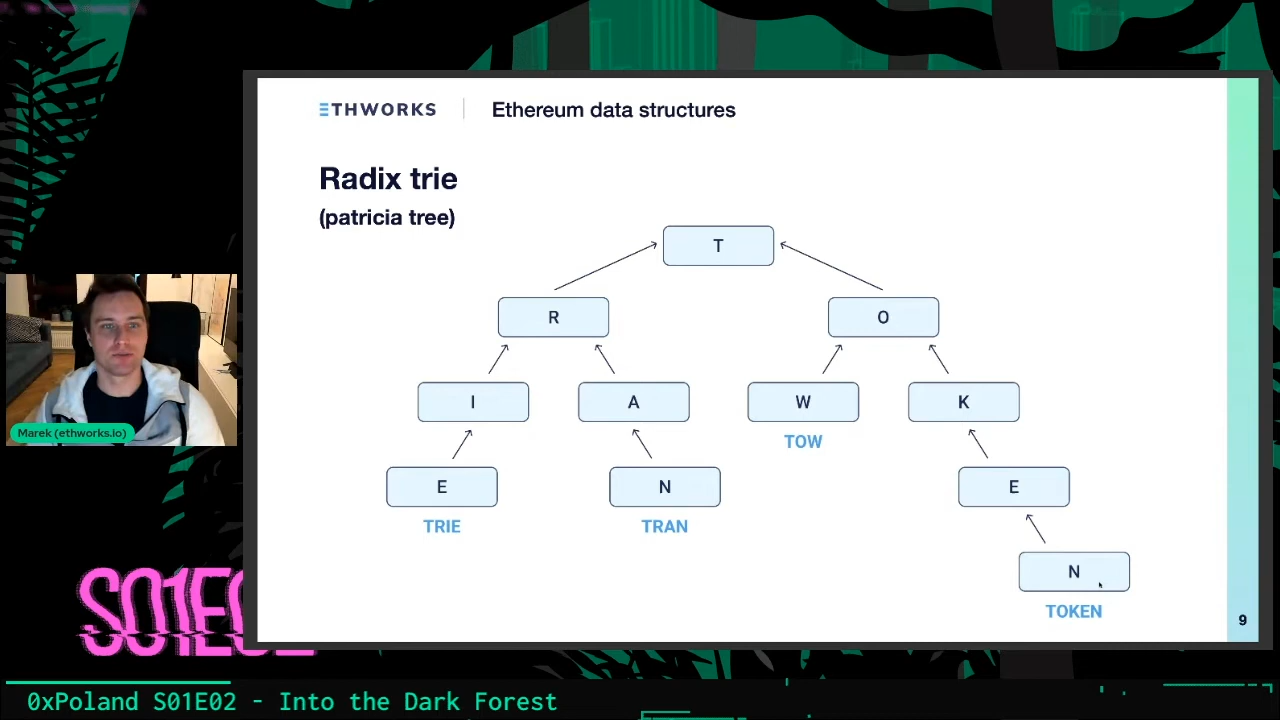 ETHWORKS
Ethereum data structures
Radix trie
(patricia tree)
T
R
O
I
A
W
K
TOW
E
N
E
TRIE
TRAN
N
TOKEN
9
Marek (ethworks.io)
0xPoland S01E02 - Into the Dark Forest